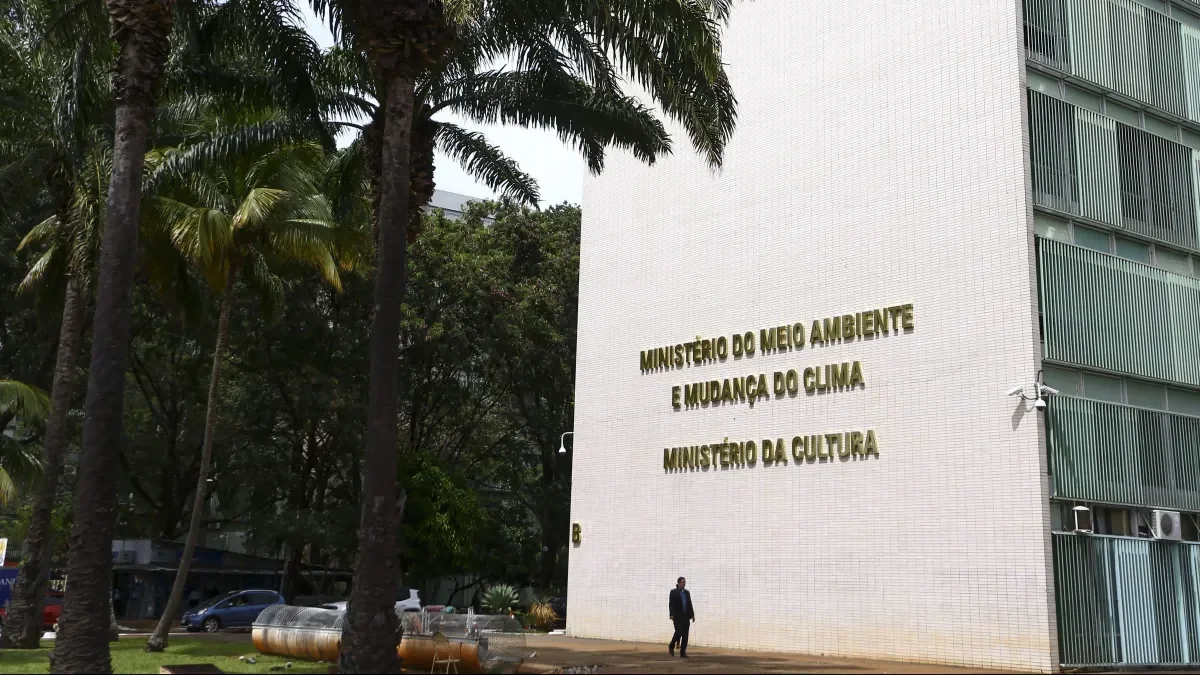 MINISTÉRIO DO MEIO AMBIENTE
E MUDANÇA DO CLIMA
MINISTÉRIO DA CULTURA
B